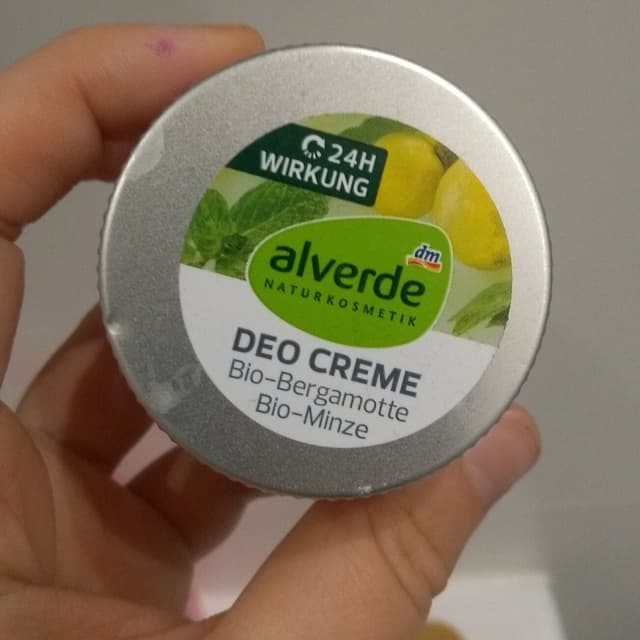 24H
WIRKUNG
dm
alverde
NATURKOSMETIK
DEO CREME
Bio-Bergamotte
Bio-Minze